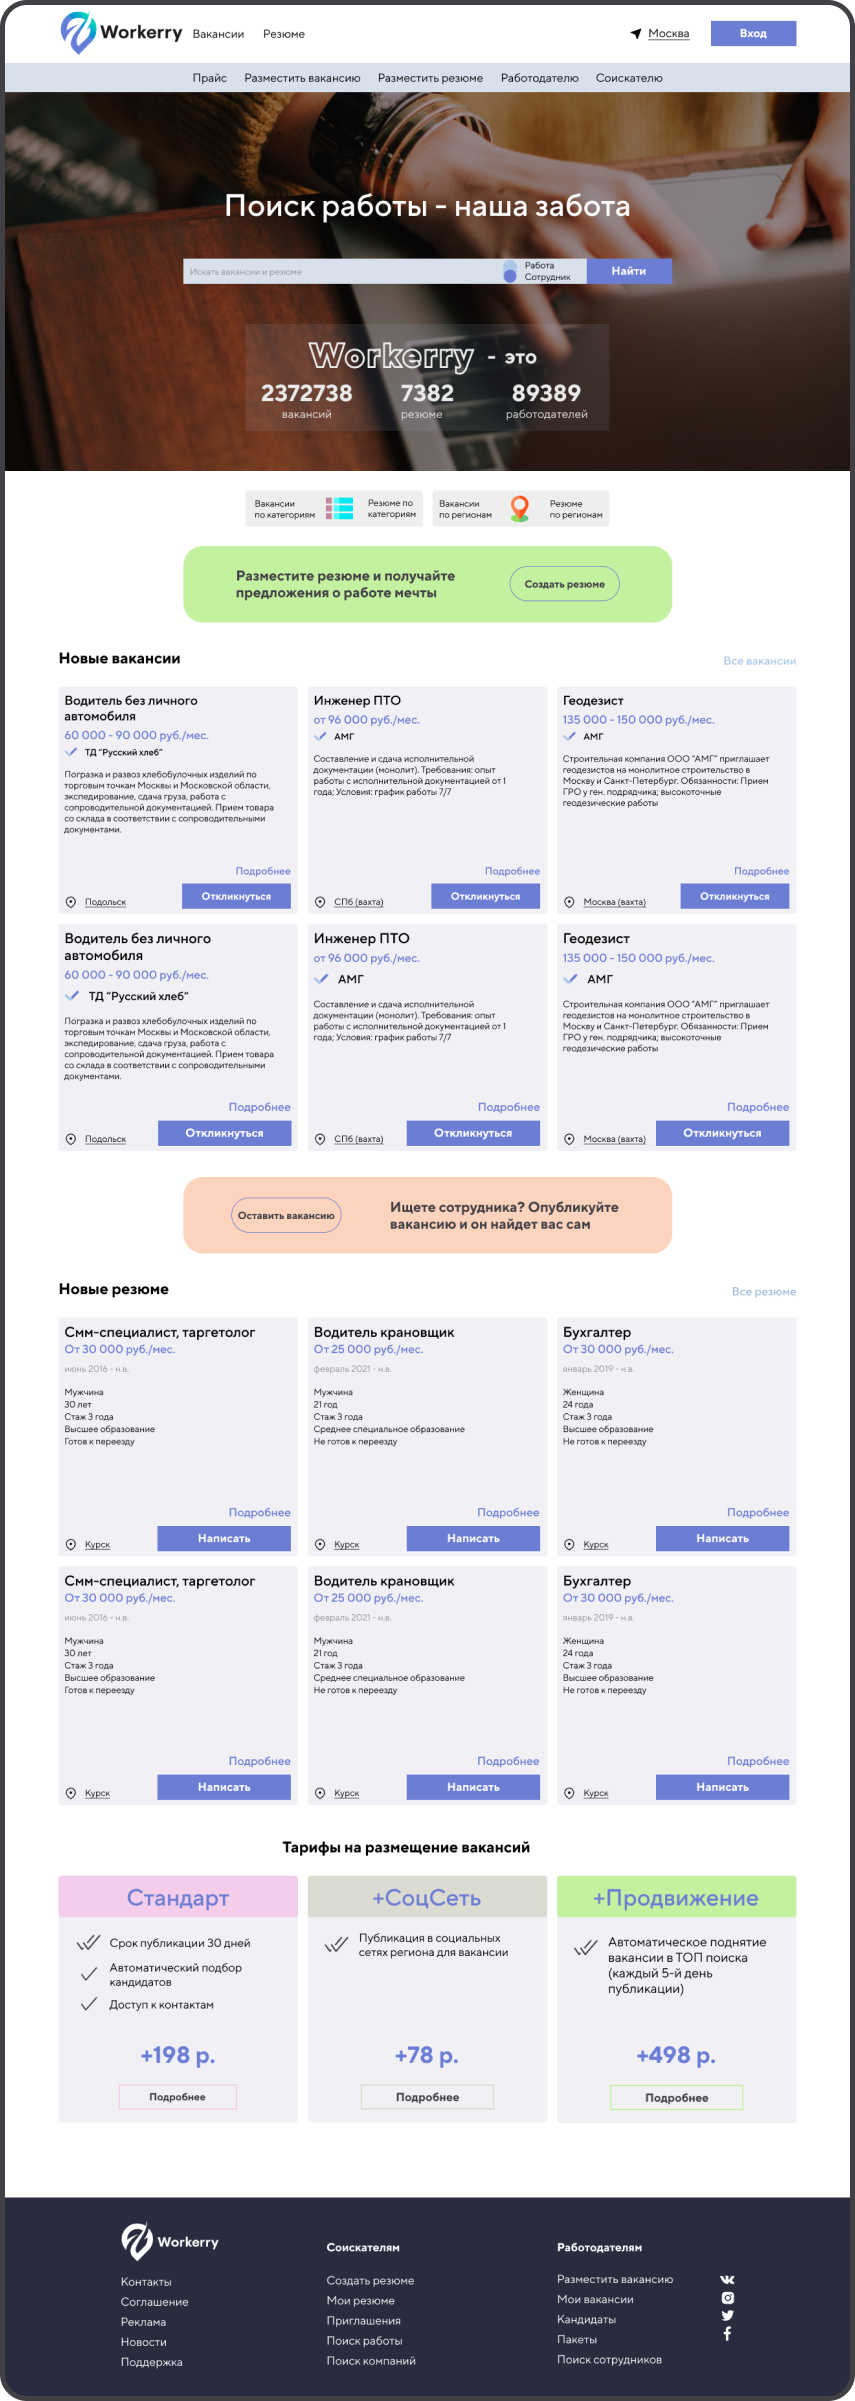 Workerry
Вакансии
Резюме
Москва
Вход
Прайс
Разместить вакансию
Разместить резюме
Работодателю
Соискателю
Поиск работы - наша забота
Искать вакансии и резюме
Работа
Сотрудник
Найти
Workerry - это
2372738
7382
89389
вакансий
резюме
работодателей
Вакансии
по категориям
Резюме по
категориям
Вакансии
по регионам
Резюме
по регионам
Разместите резюме и получайте
предложения о работе мечты
Создать резюме
Новые вакансии
Все вакансии
Водитель без личного
автомобиля
60 000 - 90 000 руб./мес.
ТД “Русский хлеб”
Погразка и развоз хлебобулочных изделий по
торговым точкам Москвы и Московской области,
экспедирование, сдача груза, работа с
сопроводительной документацией. Прием товара
со склада в соответствии с сопроводительными
документами.
Подробнее
Подольск
Откликнуться
Инженер ПТО
от 96 000 руб./мес.
АМГ
Составление и сдача исполнительной
документации (монолит). Требования: опыт
работы с исполнительной документацией от 1
года; Условия: график работы 7/7
Подробнее
СПб (вахта)
Откликнуться
Геодезист
135 000 - 150 000 руб./мес.
АМГ
Строительная компания ООО “АМГ” приглашает
геодезистов на монолитное строительство в
Москву и Санкт-Петербург. Обязанности: Прием
ГРО у ген. подрядчика; высокоточные
геодезические работы
Подробнее
Москва (вахта)
Откликнуться
Водитель без личного
автомобиля
60 000 - 90 000 руб./мес.
ТД “Русский хлеб”
Погразка и развоз хлебобулочных изделий по
торговым точкам Москвы и Московской области,
экспедирование, сдача груза, работа с
сопроводительной документацией. Прием товара
со склада в соответствии с сопроводительными
документами.
Подробнее
Подольск
Откликнуться
Инженер ПТО
от 96 000 руб./мес.
АМГ
Составление и сдача исполнительной
документации (монолит). Требования: опыт
работы с исполнительной документацией от 1
года; Условия: график работы 7/7
Подробнее
СПб (вахта)
Откликнуться
Геодезист
135 000 - 150 000 руб./мес.
АМГ
Строительная компания ООО “АМГ” приглашает
геодезистов на монолитное строительство в
Москву и Санкт-Петербург. Обязанности: Прием
ГРО у ген. подрядчика; высокоточные
геодезические работы
Подробнее
Москва (вахта)
Откликнуться
Оставить вакансию
Ищете сотрудника? Опубликуйте
вакансию и он найдет вас сам
Новые резюме
Все резюме
Смм-специалист, таргетолог
От 30 000 руб./мес.
июнь 2016 - н.в.
Мужчина
30 лет
Стаж 3 года
Высшее образование
Готов к переезду
Подробнее
Курск
Написать
Водитель крановщик
От 25 000 руб./мес.
февраль 2021 - н.в.
Мужчина
21 год
Стаж 3 года
Среднее специальное образование
Не готов к переезду
Подробнее
Курск
Написать
Бухгалтер
От 30 000 руб./мес.
январь 2019 - н.в.
Женщина
24 года
Стаж 3 года
Высшее образование
Не готов к переезду
Подробнее
Курск
Написать
Смм-специалист, таргетолог
От 30 000 руб./мес.
июнь 2016 - н.в.
Мужчина
30 лет
Стаж 3 года
Высшее образование
Готов к переезду
Подробнее
Курск
Написать
Водитель крановщик
От 25 000 руб./мес.
февраль 2021 - н.в.
Мужчина
21 год
Стаж 3 года
Среднее специальное образование
Не готов к переезду
Подробнее
Курск
Написать
Бухгалтер
От 30 000 руб./мес.
январь 2019 - н.в.
Женщина
24 года
Стаж 3 года
Высшее образование
Не готов к переезду
Подробнее
Курск
Написать
Тарифы на размещение вакансий
Стандарт
Срок публикации 30 дней
Автоматический подбор
кандидатов
Доступ к контактам
+198 р.
Подробнее
+СоцСеть
Публикация в социальных
сетях региона для вакансии
+78 р.
Подробнее
+Продвижение
Автоматическое поднятие
вакансии в ТОП поиска
(каждый 5-й день
публикации)
+498 р.
Подробнее
Workerry
Контакты
Соглашение
Реклама
Новости
Поддержка
Соискателям
Создать резюме
Мои резюме
Приглашения
Поиск работы
Поиск компаний
Работодателям
Разместить вакансию
Мои вакансии
Кандидаты
Пакеты
Поиск сотрудников